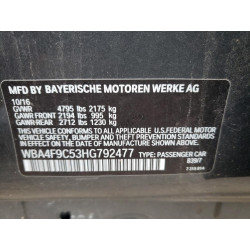 MFD BY BAYERISCHE MOTOREN WERKE AG
10/16
GVWR 4795 lbs 2175 kg
GAWR FRONT 2194 lbs 995 kg
GAWR REAR 2712 lbs 1230 kg
THIS VEHICLE CONFORMS TO ALL APPLICABLE
FEDERAL MOTOR VEHICLE SAFETY, BUMPER
AND THEFT PREVENTION STANDARDS IN EFFECT
ON THE DATE OF MANUFACTURE SHOWN ABOVE.
WBA4F9C53HG792477
TYPE: PASSENGER CAR